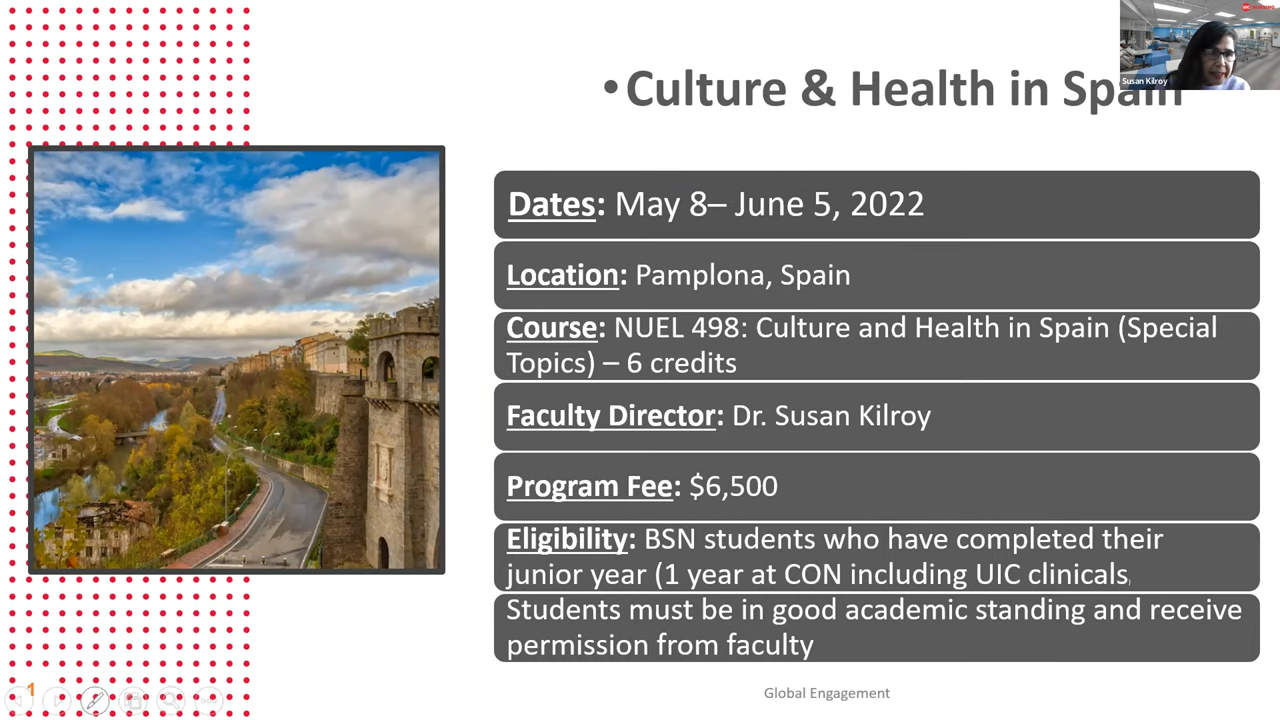 Susan Kilroy
•Culture & Health in Spain
Dates: May 8– June 5, 2022
Location: Pamplona, Spain
Course: NUEL 498: Culture and Health in Spain (Special
Topics) – 6 credits
Faculty Director: Dr. Susan Kilroy
Program Fee: $6,500
Eligibility: BSN students who have completed their
junior year (1 year at CON including UIC clinicals
Students must be in good academic standing and receive
permission from faculty
1
Global Engagement